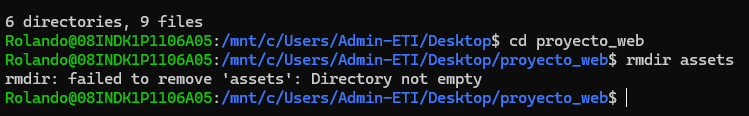 6 directories, 9 files
Rolando@08INDK1P1106A05:/mnt/c/Users/Admin-ETI/Desktop$ cd proyecto_web
Rolando@08INDK1P1106A05:/mnt/c/Users/Admin-ETI/Desktop/proyecto_web$ rmdir assets
rmdir: failed to remove 'assets': Directory not empty
Rolando@08INDK1P1106A05:/mnt/c/Users/Admin-ETI/Desktop/proyecto_web$